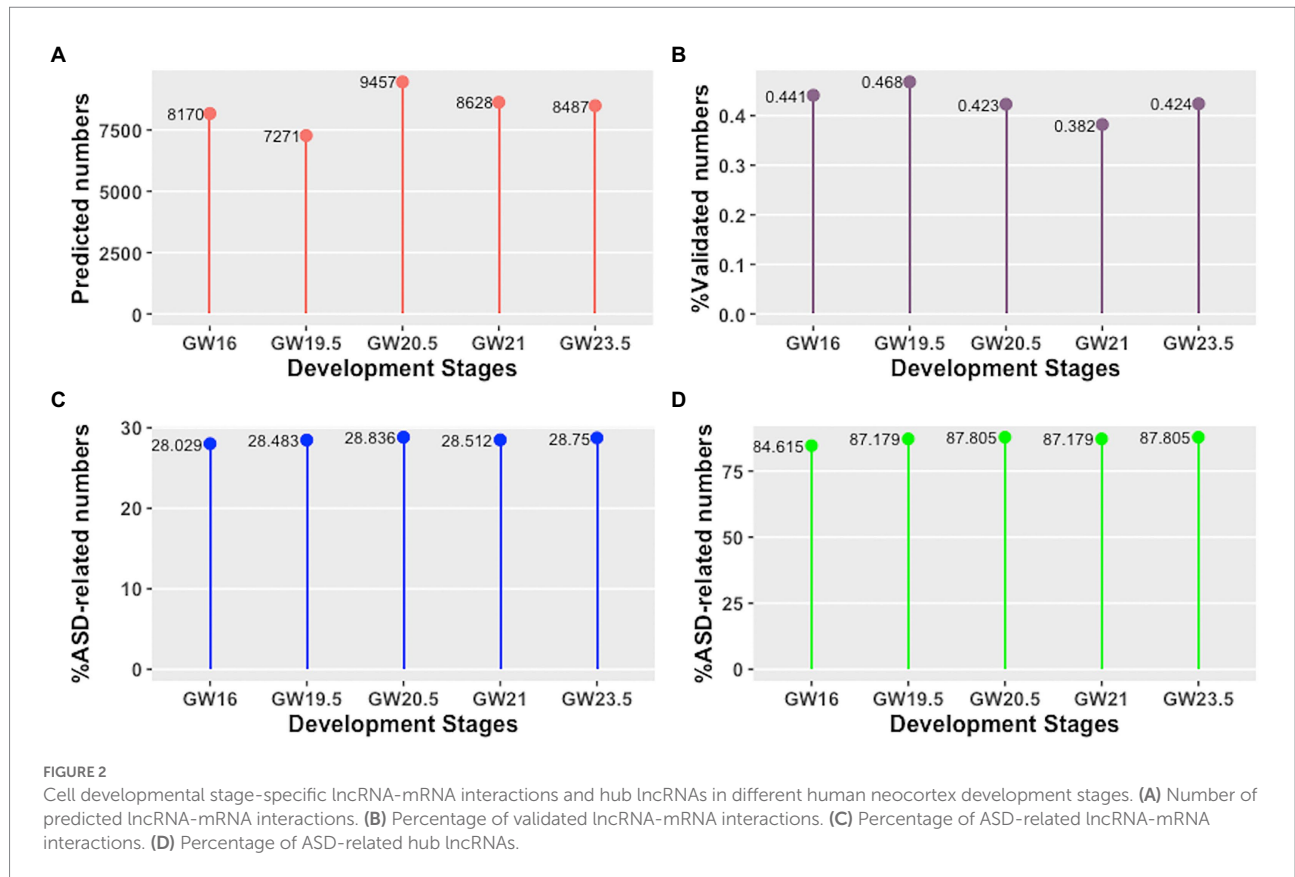 A
Predicted numbers
7500
5000
2500
0
8170
7271
9457
8628
8487
GW16 GW19.5 GW20.5 GW21 GW23.5
Development Stages
B
%Validated numbers
0.4
0.3
0.2
0.1
0.0
0.441
0.468
0.423
0.382
0.424
GW16 GW19.5 GW20.5 GW21 GW23.5
Development Stages
C
%ASD-related numbers
30
20
10
0
28.029
28.483
28.836
28.512
28.75
GW16 GW19.5 GW20.5 GW21 GW23.5
Development Stages
D
%ASD-related numbers
75
50
25
0
84.615
87.179
87.805
87.179
87.805
GW16 GW19.5 GW20.5 GW21 GW23.5
Development Stages
FIGURE 2
Cell developmental stage-specific lncRNA-mRNA interactions and hub lncRNAs in different human neocortex development stages. (A) Number of
predicted lncRNA-mRNA interactions. (B) Percentage of validated lncRNA-mRNA interactions. (C) Percentage of ASD-related lncRNA-mRNA
interactions. (D) Percentage of ASD-related hub lncRNAs.